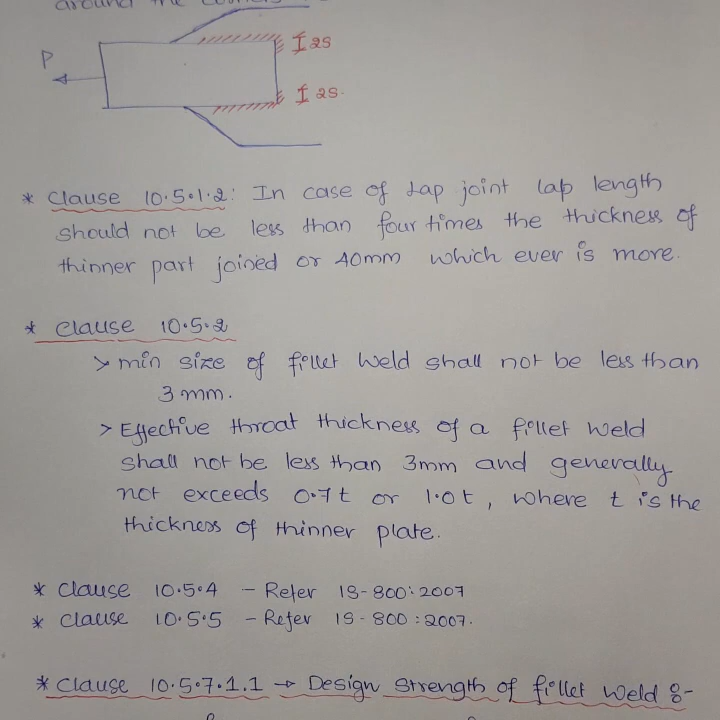 around the corners
P
I 2S
I 2S.
* Clause 10.5.1.2: In case of Lap joint lap length
should not be less than four times the thickness of
thinner part joined or 40mm which ever is more.
* Clause 10.5.2
> min size of fillet weld shall not be less than
3 mm.
> Effective throat thickness of a fillet weld
shall not be less than 3mm and generally
not exceeds 0.7t or 1.0t, where t is the
thickness of thinner plate.
* Clause 10.5.4 - Refer IS-800:2007
* Clause 10.5.5 - Refer IS-800:2007.
* Clause 10.5.7.1.1 → Design strength of fillet weld :-